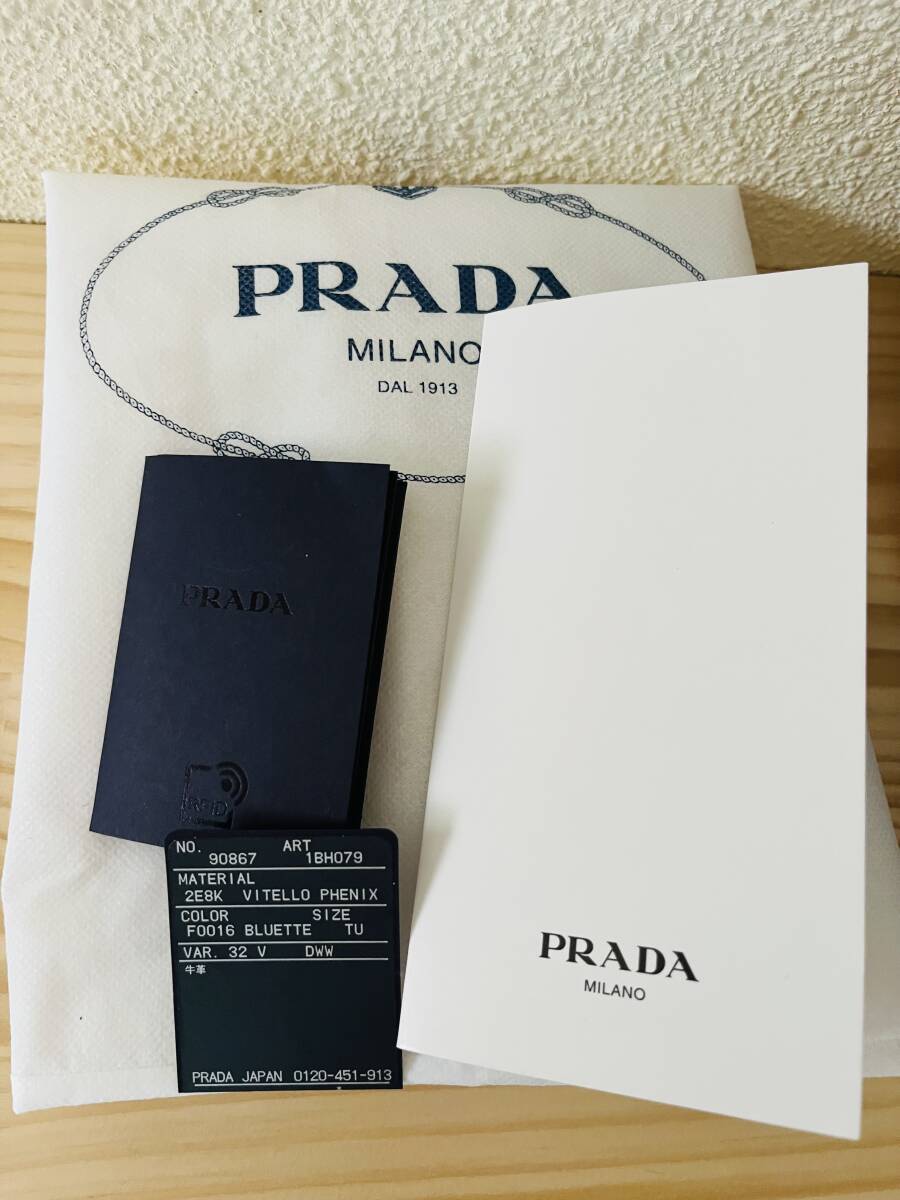 PRADA
MILANO
DAL 1913
PRADA
RFID
NO. ART
90867 1BH079
MATERIAL
2E8K VITELLO PHENIX
COLOR SIZE
F0016 BLUETTE TU
VAR. 32 V DWW
牛革
PRADA JAPAN 0120-451-913
PRADA
MILANO